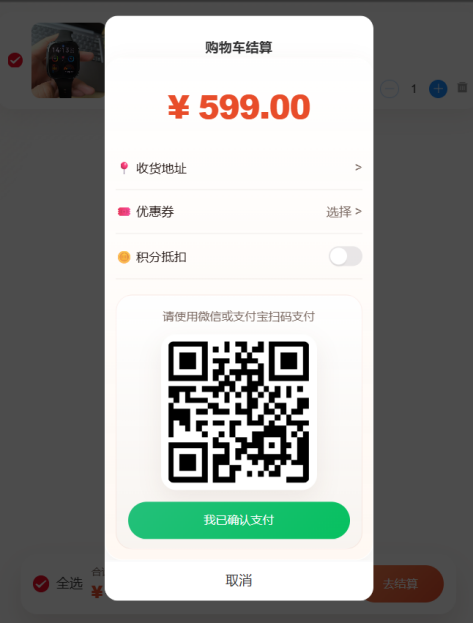 购物车结算
¥ 599.00
收货地址 >
优惠券 选择 >
积分抵扣
1
请使用微信或支付宝扫码支付
我已确认支付
取消
全选
¥
去结算